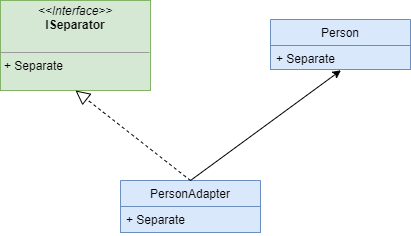 <<Interface>>
ISeparator
+ Separate
Person
+ Separate
PersonAdapter
+ Separate